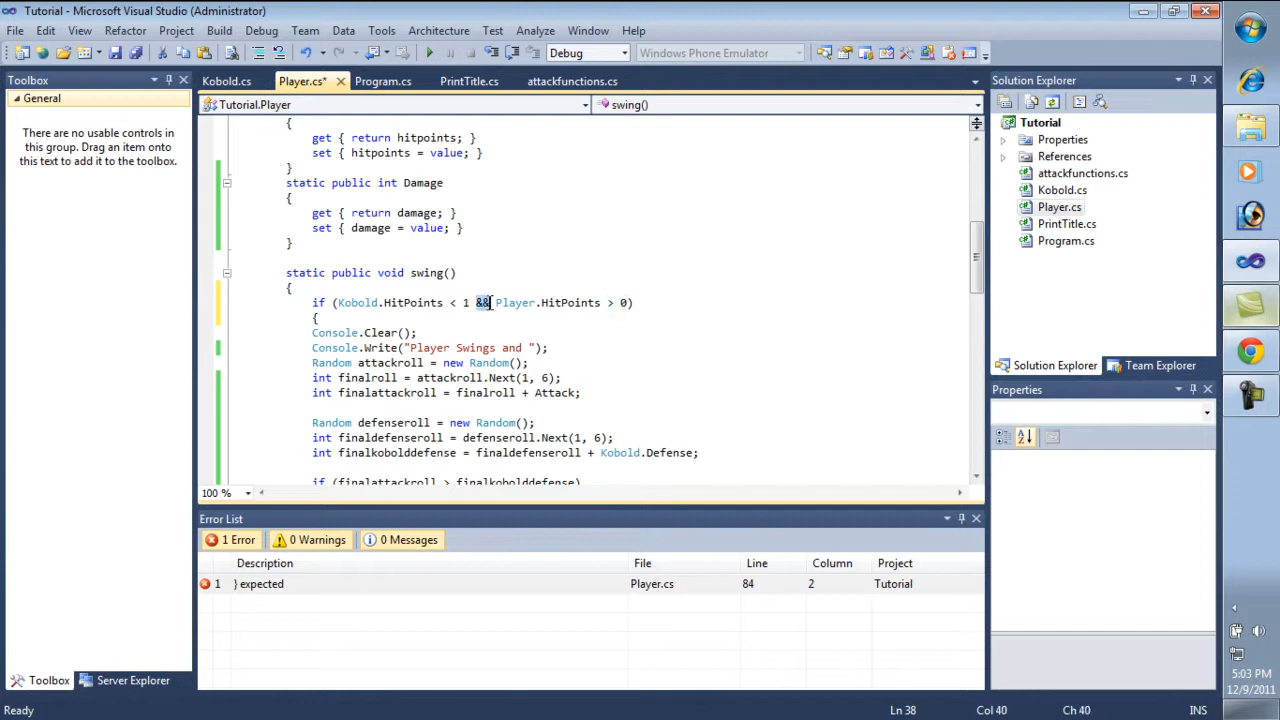 Tutorial - Microsoft Visual Studio (Administrator)
File Edit View Refactor Project Build Debug Team Data Tools Architecture Test Analyze Window Help
Debug Windows Phone Emulator
Toolbox
General
There are no usable controls in
this group. Drag an item onto
this text to add it to the toolbox.
Kobold.cs Player.cs* Program.cs PrintTitle.cs attackfunctions.cs
Tutorial.Player swing()
{
get { return hitpoints; }
set { hitpoints = value; }
}
static public int Damage
{
get { return damage; }
set { damage = value; }
}
static public void swing()
{
if (Kobold.HitPoints < 1 && Player.HitPoints > 0)
{
Console.Clear();
Console.Write("Player Swings and ");
Random attackroll = new Random();
int finalroll = attackroll.Next(1, 6);
int finalattackroll = finalroll + Attack;
Random defenseroll = new Random();
int finaldefenseroll = defenseroll.Next(1, 6);
int finalkobolddefense = finaldefenseroll + Kobold.Defense;
if (finalattackroll > finalkobolddefense)
100 %
Error List
1 Error 0 Warnings 0 Messages
Description File Line Column Project
1 } expected Player.cs 84 2 Tutorial
Toolbox Server Explorer
Solution Explorer
Tutorial
Properties
References
attackfunctions.cs
Kobold.cs
Player.cs
PrintTitle.cs
Program.cs
Solution Explorer Team Explorer
Properties
Ready Ln 38 Col 40 Ch 40 INS
5:03 PM
12/9/2011